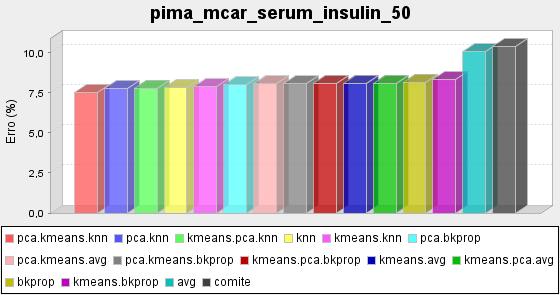 pima_mcar_serum_insulin_50
10,0
7,5
5,0
2,5
0,0
Erro (%)
pca.kmeans.knn pca.knn kmeans.pca.knn knn kmeans.knn pca.bkprop
pca.kmeans.avg pca.kmeans.bkprop kmeans.pca.bkprop kmeans.avg kmeans.pca.avg
bkprop kmeans.bkprop avg comite